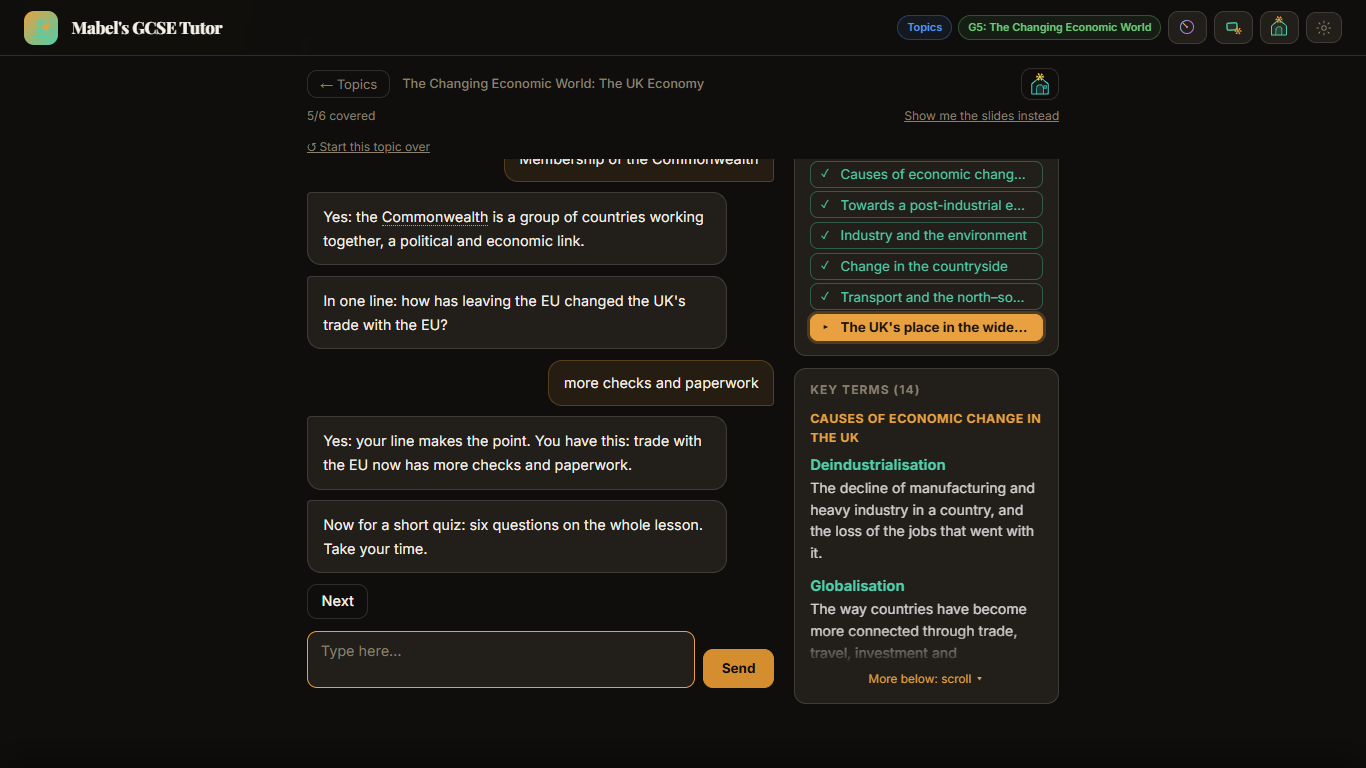 Mabel's GCSE Tutor
Topics
G5: The Changing Economic World
← Topics
The Changing Economic World: The UK Economy
5/6 covered
Show me the slides instead
↺ Start this topic over
Membership of the Commonwealth
Yes: the Commonwealth is a group of countries working
together, a political and economic link.
In one line: how has leaving the EU changed the UK's
trade with the EU?
more checks and paperwork
Yes: your line makes the point. You have this: trade with
the EU now has more checks and paperwork.
Now for a short quiz: six questions on the whole lesson.
Take your time.
Next
Type here...
Send
✓ Causes of economic chang...
✓ Towards a post-industrial e...
✓ Industry and the environment
✓ Change in the countryside
✓ Transport and the north–so...
▸ The UK's place in the wide...
KEY TERMS (14)
CAUSES OF ECONOMIC CHANGE IN
THE UK
Deindustrialisation
The decline of manufacturing and
heavy industry in a country, and
the loss of the jobs that went with
it.
Globalisation
The way countries have become
more connected through trade,
travel, investment and
More below: scroll ▾